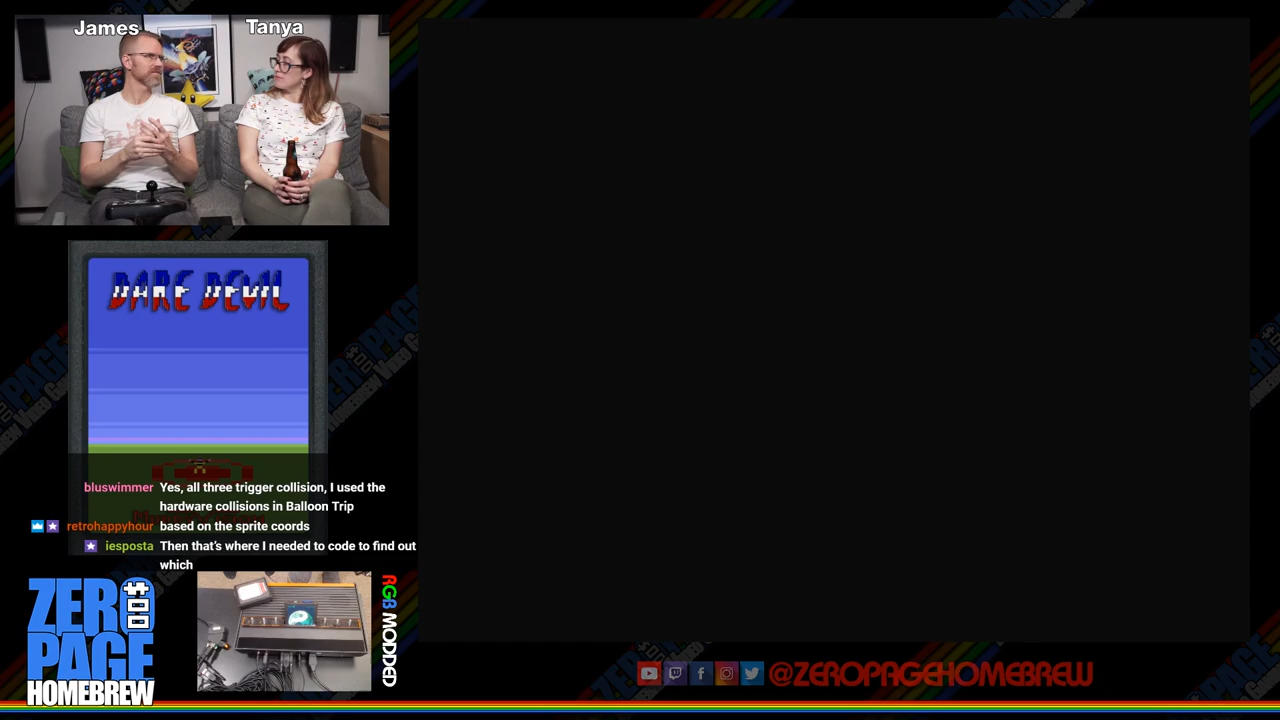 James
Tanya
DARE DEVIL
bluswimmer Yes, all three trigger collision, I used the
hardware collisions in Balloon Trip
retrohappyhour based on the sprite coords
iesposta Then that's where I needed to code to find out
which
ZERO
PAGE
HOMEBREW
RGB MODDED
@ZEROPAGEHOMEBREW